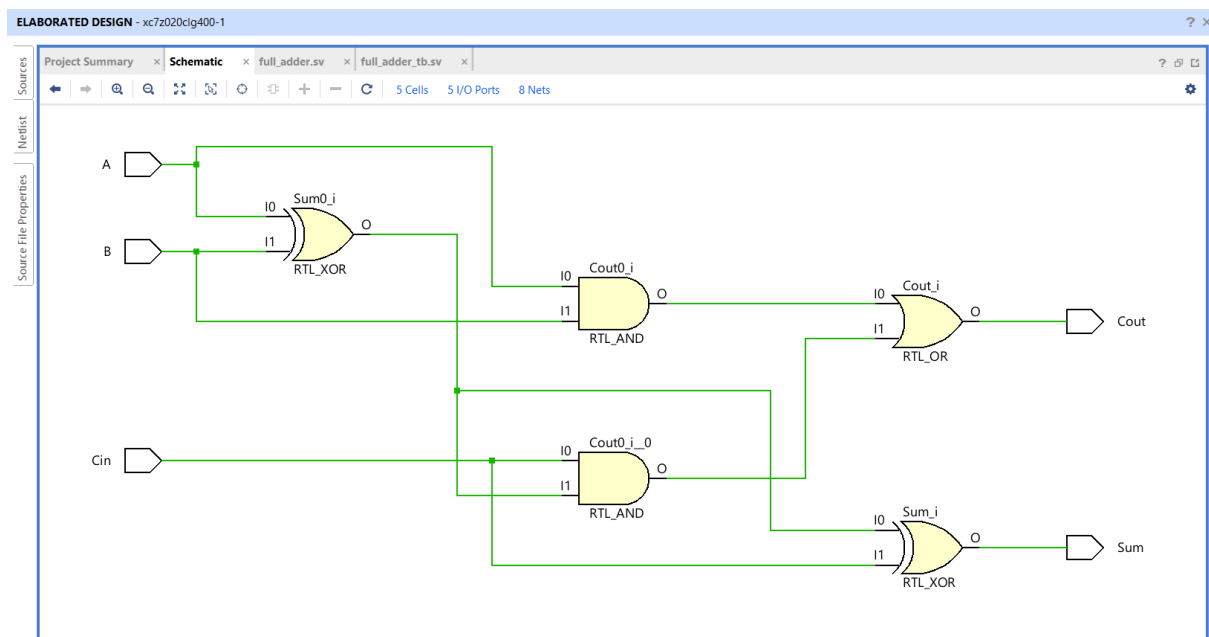 ELABORATED DESIGN - xc7z020clg400-1 ? ×
Sources
Netlist
Source File Properties
Project Summary × Schematic × full_adder.sv × full_adder_tb.sv × ?
5 Cells 5 I/O Ports 8 Nets
A
Sum0_i
I0 O
B I1
RTL_XOR
Cout0_i
I0 O
I1
RTL_AND
Cout_i
I0 O
I1 Cout
RTL_OR
Cout0_i__0
Cin I0 O
I1
RTL_AND
Sum_i
I0 O
I1 Sum
RTL_XOR